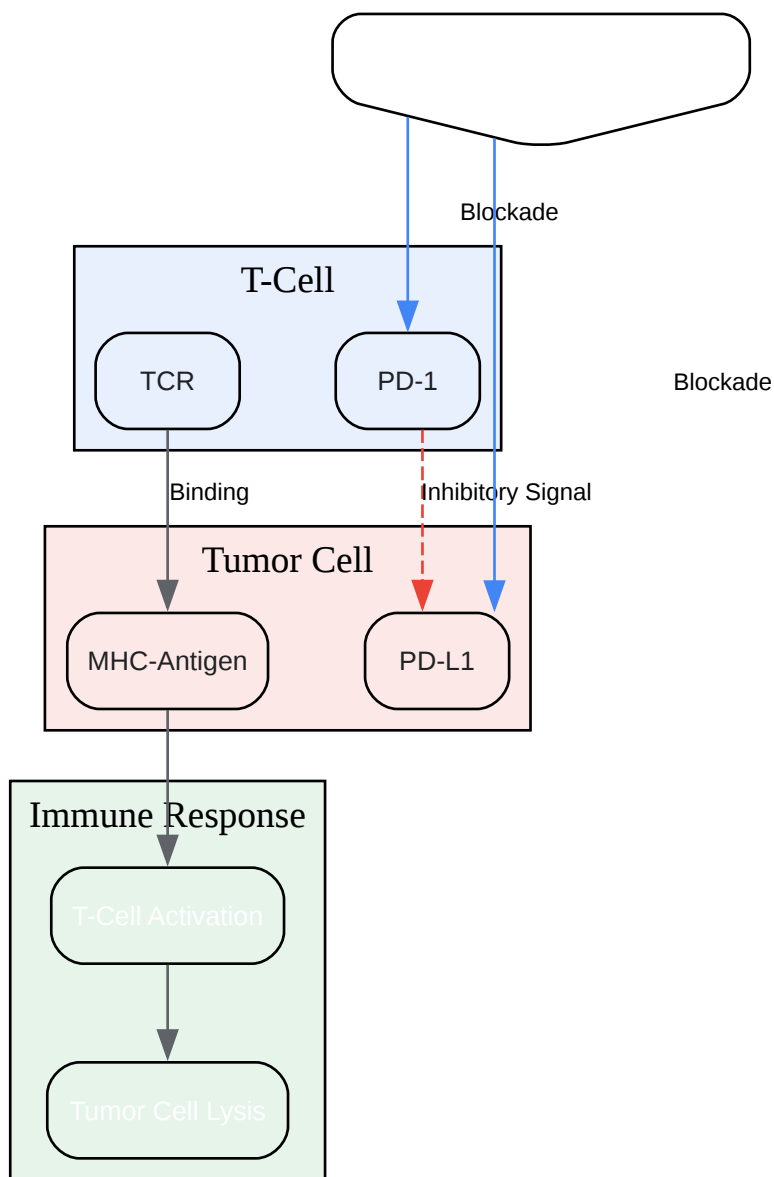 Blockade
T-Cell
TCR
PD-1
Blockade
Binding
Inhibitory Signal
Tumor Cell
MHC-Antigen
PD-L1
Immune Response
T-Cell Activation
Tumor Cell Lysis